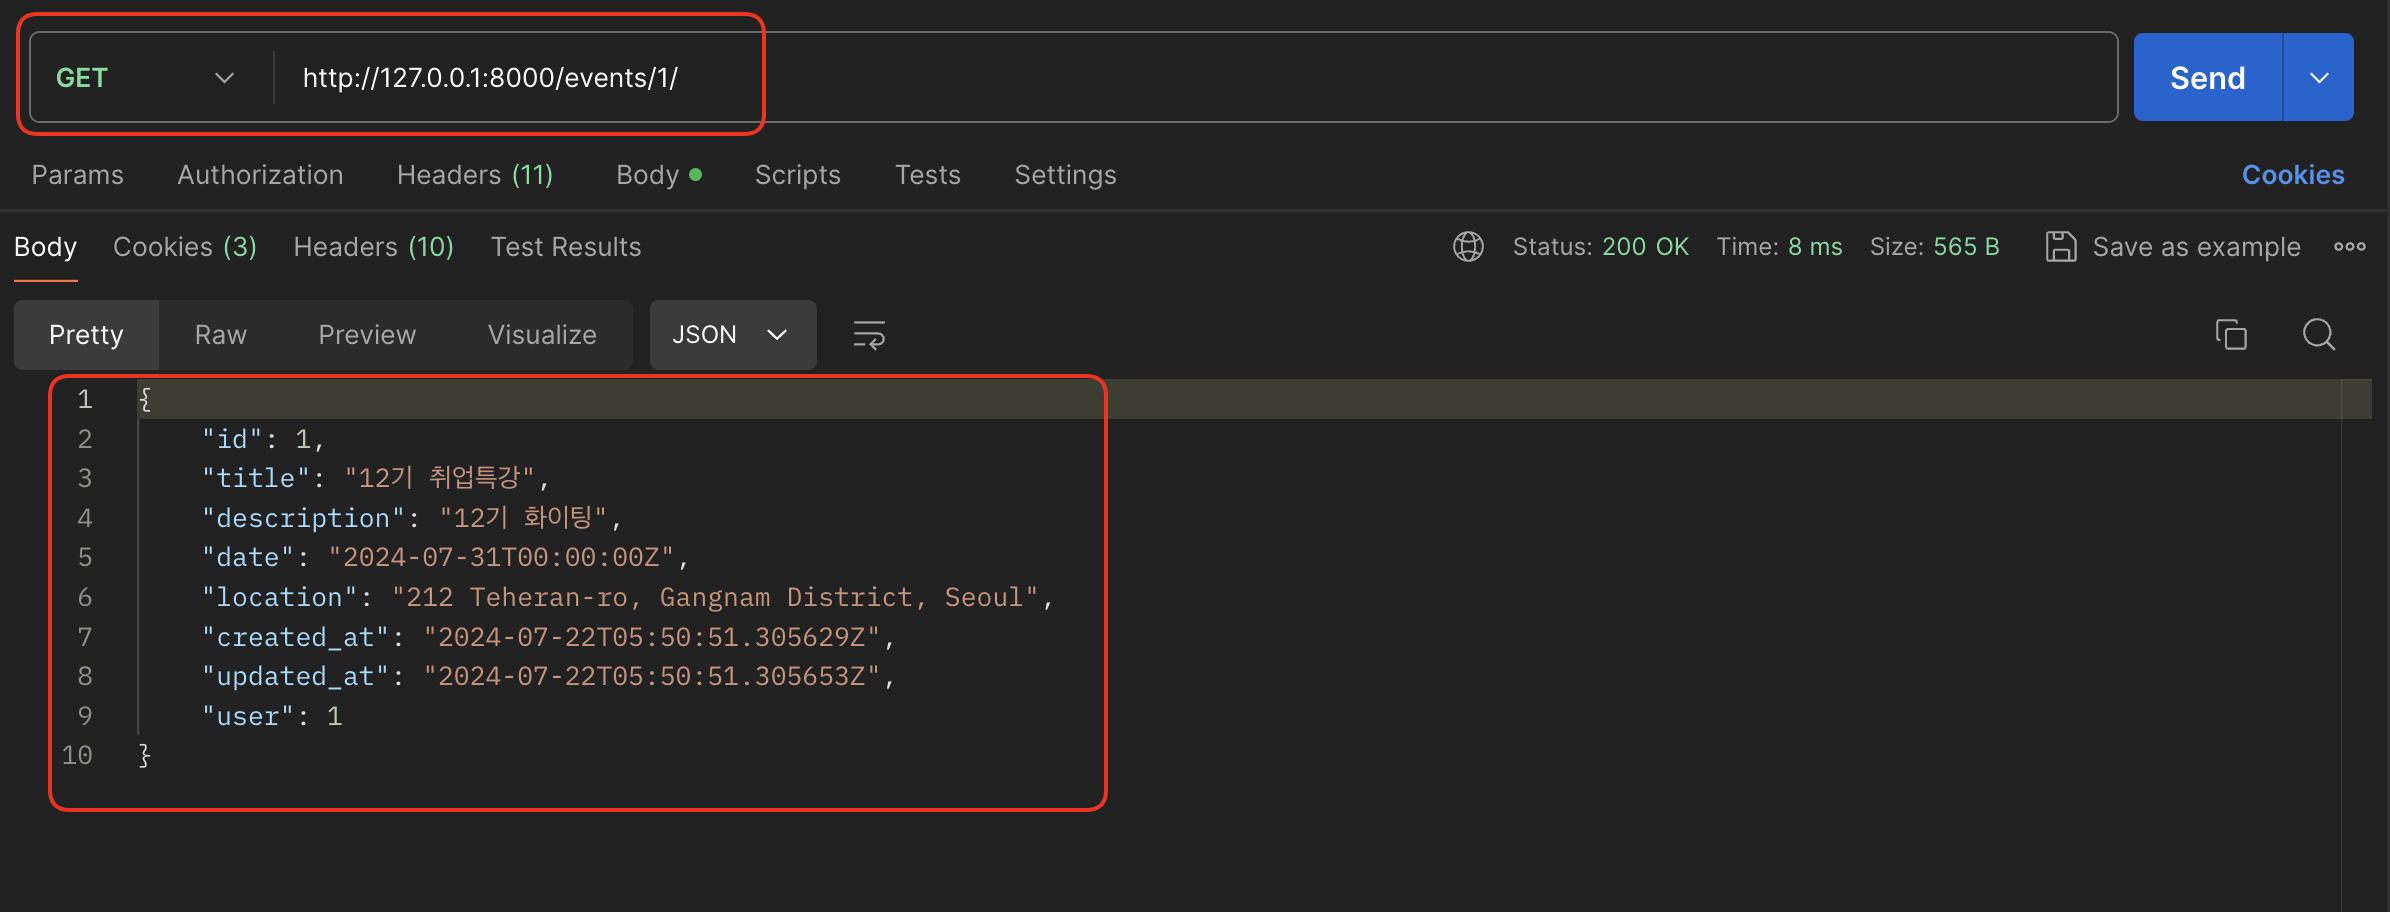 GET http://127.0.0.1:8000/events/1/ Send
Params Authorization Headers (11) Body Scripts Tests Settings Cookies
Body Cookies (3) Headers (10) Test Results Status: 200 OK Time: 8 ms Size: 565 B Save as example
Pretty Raw Preview Visualize JSON
1 {
2 "id": 1,
3 "title": "12기 취업특강",
4 "description": "12기 화이팅",
5 "date": "2024-07-31T00:00:00Z",
6 "location": "212 Teheran-ro, Gangnam District, Seoul",
7 "created_at": "2024-07-22T05:50:51.305629Z",
8 "updated_at": "2024-07-22T05:50:51.305653Z",
9 "user": 1
10 }